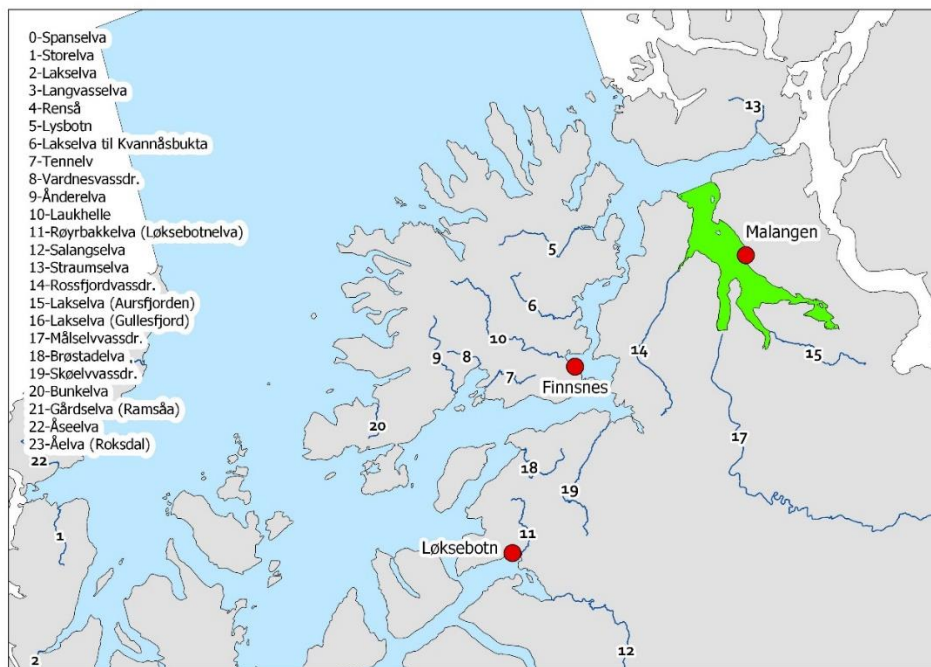 0-Spanselva
1-Storelva
2-Lakselva
3-Langvasselva
4-Renså
5-Lysbotn
6-Lakselva til Kvannåsbukta
7-Tennelv
8-Vardnesvassdr.
9-Ånderelva
10-Laukhelle
11-Røyrbakkelva (Løksebotnelva)
12-Salangselva
13-Straumselva
14-Rossfjordvassdr.
15-Lakselva (Aursfjorden)
16-Lakselva (Gullesfjord)
17-Målselvvassdr.
18-Brøstadelva
19-Skøelvvassdr.
20-Bunkelva
21-Gårdselva (Ramsåa)
22-Åseelva
23-Åelva (Roksdal)
13
Malangen
5
6
10
14
15
9
8
7
Finnsnes
20
17
22
18
19
1
11
Løksebotn
12
2